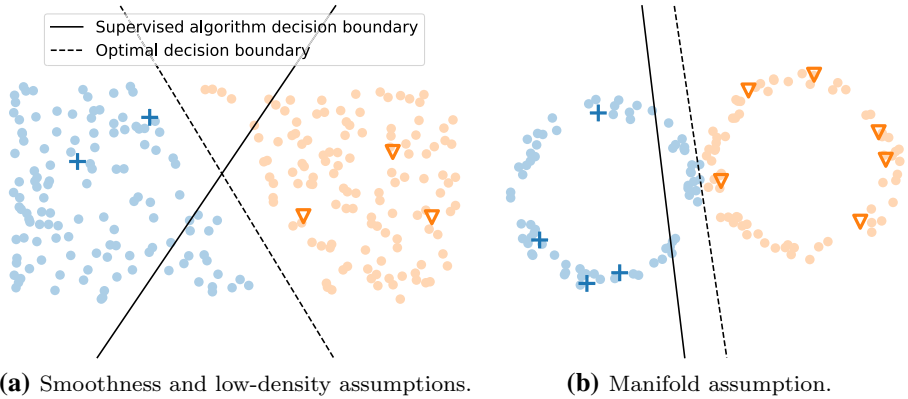 Supervised algorithm decision boundary
Optimal decision boundary
(a) Smoothness and low-density assumptions.
(b) Manifold assumption.